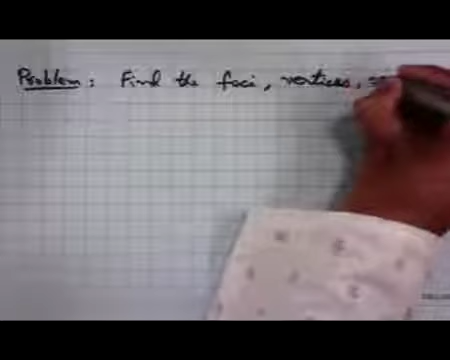 Problem: Find the foci, vertices,